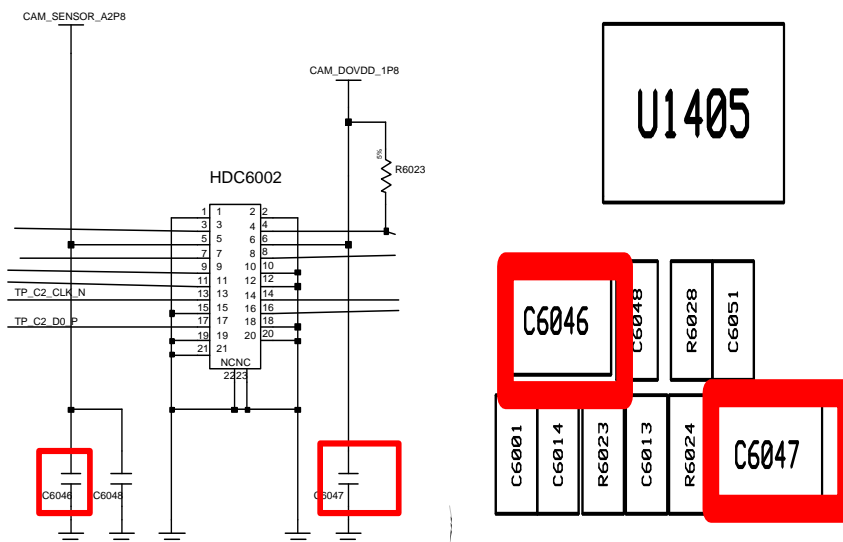 CAM_SENSOR_A2P8
CAM_DOVDD_1P8
5%
R6023
HDC6002
1 1 2 2
3 3 4 4
5 5 6 6
7 7 8 8
9 9 10 10
11 11 12 12
TP_C2_CLK_N
13 13 14 14
15 15 16 16
TP_C2_D0_P
17 17 18 18
19 19 20 20
21 21
NCNC
2223
C6046
C6048
C6047
U1405
C6046
C6048
R6028
C6051
C6001
C6014
R6023
C6013
R6024
C6047